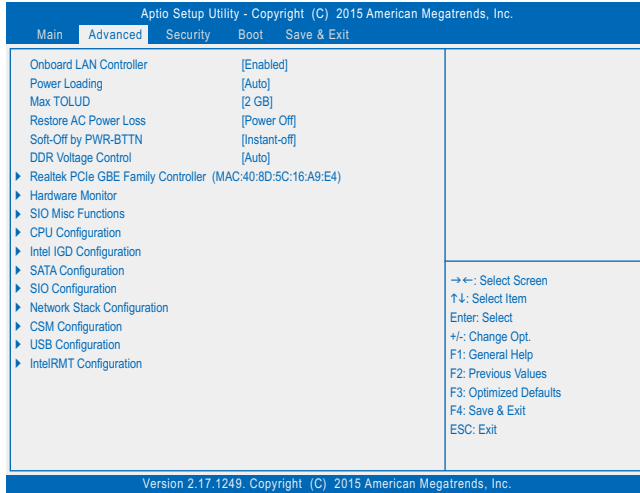 Aptio Setup Utility - Copyright (C) 2015 American Megatrends, Inc.
Main Advanced Security Boot Save & Exit
Onboard LAN Controller [Enabled]
Power Loading [Auto]
Max TOLUD [2 GB]
Restore AC Power Loss [Power Off]
Soft-Off by PWR-BTTN [Instant-off]
DDR Voltage Control [Auto]
Realtek PCIe GBE Family Controller (MAC:40:8D:5C:16:A9:E4)
Hardware Monitor
SIO Misc Functions
CPU Configuration
Intel IGD Configuration
SATA Configuration
SIO Configuration
Network Stack Configuration
CSM Configuration
USB Configuration
IntelRMT Configuration
→←: Select Screen
↑↓: Select Item
Enter: Select
+/-: Change Opt.
F1: General Help
F2: Previous Values
F3: Optimized Defaults
F4: Save & Exit
ESC: Exit
Version 2.17.1249. Copyright (C) 2015 American Megatrends, Inc.